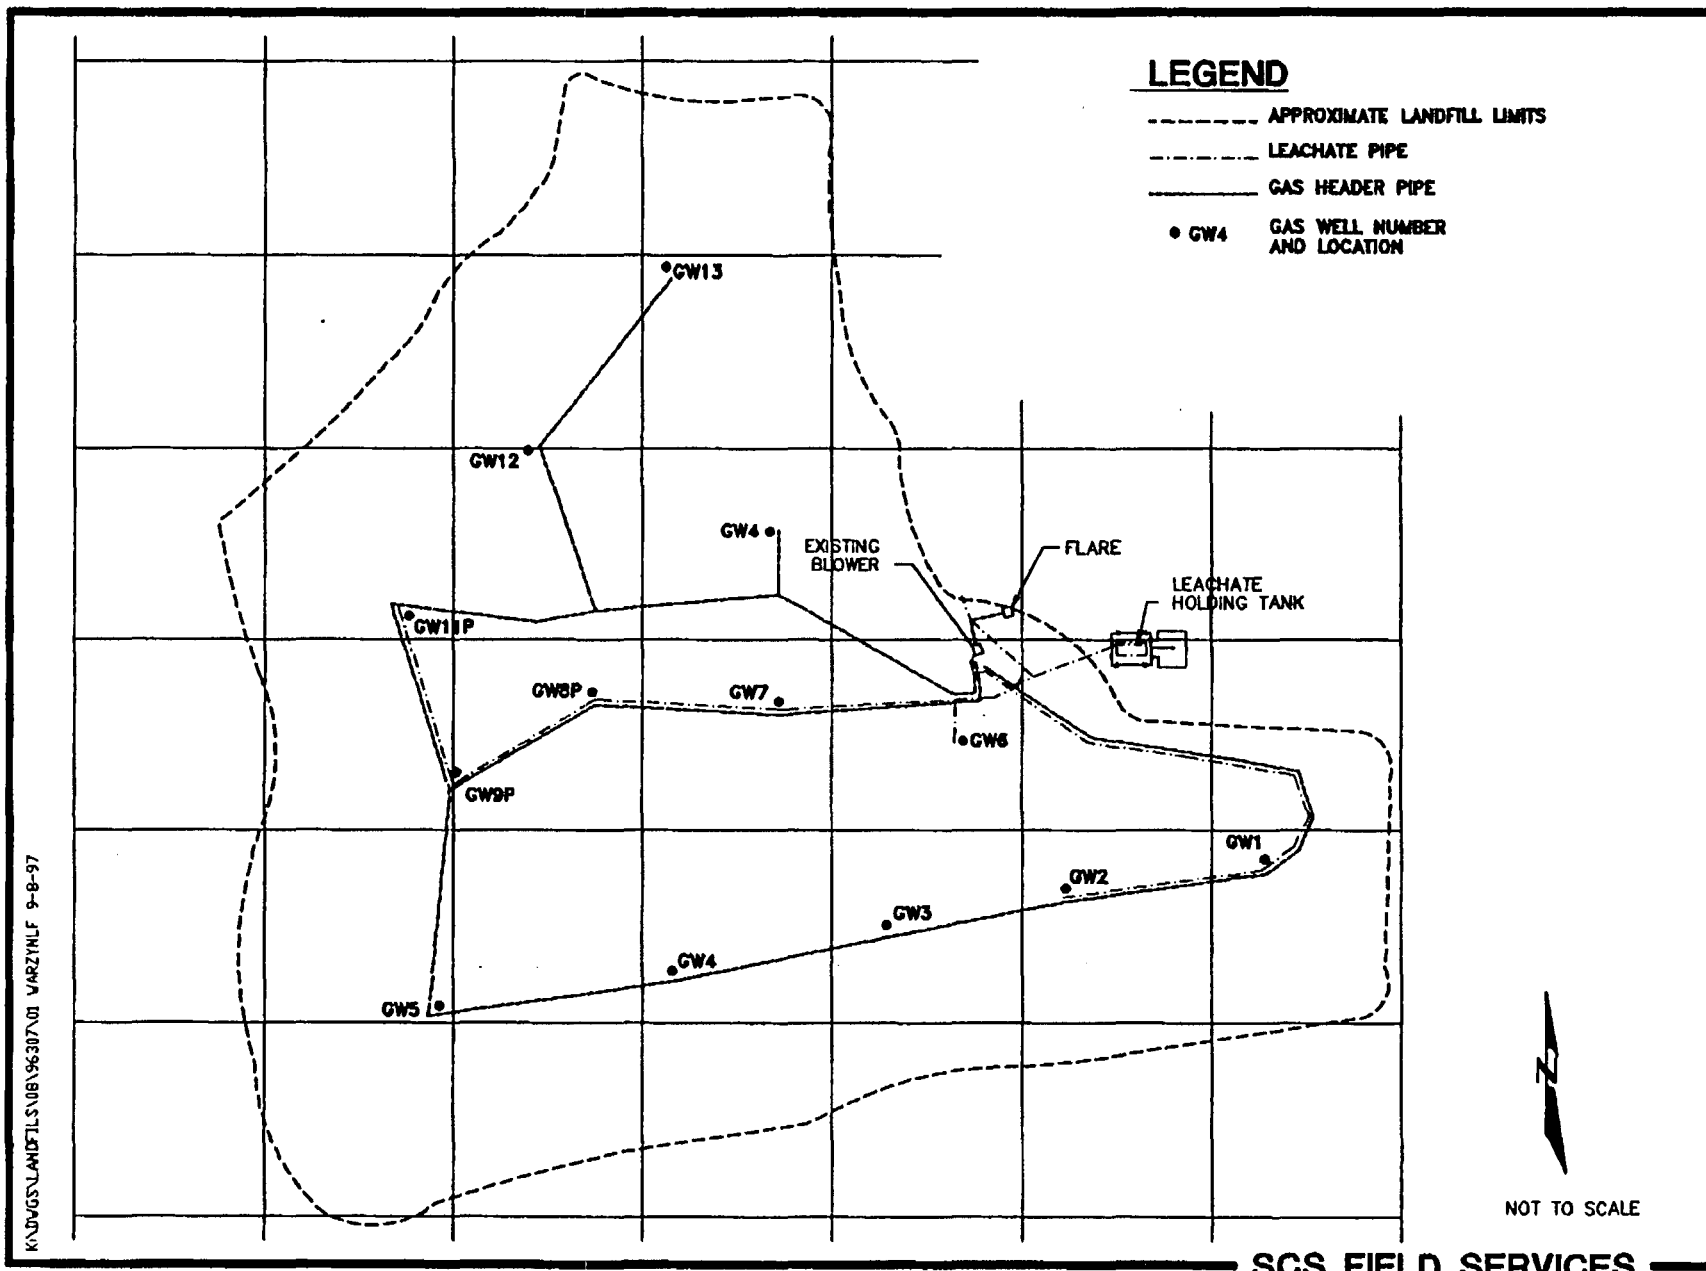 LEGEND
APPROXIMATE LANDFILL LIMITS
LEACHATE PIPE
GAS HEADER PIPE
GW4
GAS WELL NUMBER
AND LOCATION
GW13
GW12
GW4
EXISTING
BLOWER
FLARE
LEACHATE
HOLDING TANK
GW11P
GW8P
GW7
GW6
GW9P
GW1
GW2
GW3
GW4
GW5
K:\DWGS\LANDFILS\08\96307\01 WARZYNLF 9-8-97
N
NOT TO SCALE
SCS FIELD SERVICES